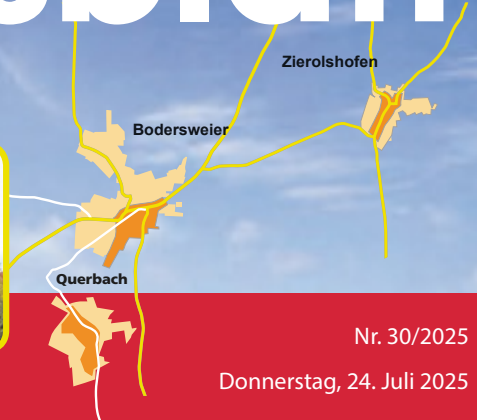 Zierolshofen
Bodersweier
Querbach
Nr. 30/2025
Donnerstag, 24. Juli 2025